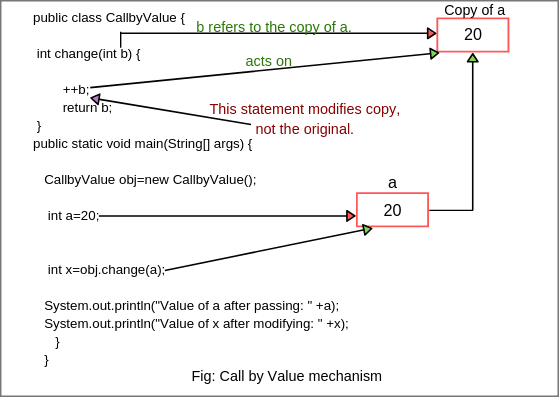 public class CallbyValue {
Copy of a
b refers to the copy of a.
20
int change(int b) {
acts on
++b;
return b;
This statement modifies copy,
not the original.
}
public static void main(String[] args) {
CallbyValue obj=new CallbyValue();
a
int a=20;
20
int x=obj.change(a);
System.out.println("Value of a after passing: " +a);
System.out.println("Value of x after modifying: " +x);
}
}
Fig: Call by Value mechanism